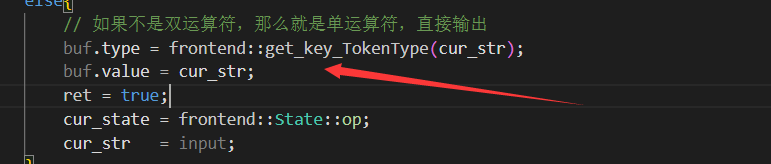 else{
// 如果不是双运算符，那么就是单运算符，直接输出
buf.type = frontend::get_key_TokenType(cur_str);
buf.value = cur_str;
ret = true;
cur_state = frontend::State::op;
cur_str   = input;
}